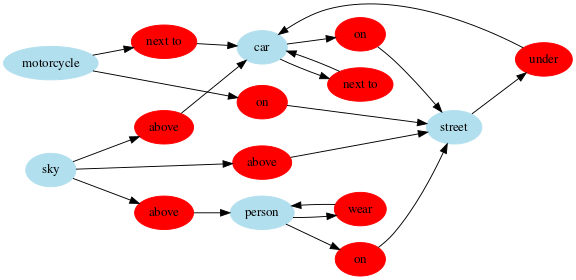 motorcycle
next to
car
on
next to
under
on
street
above
sky
above
above
person
wear
on